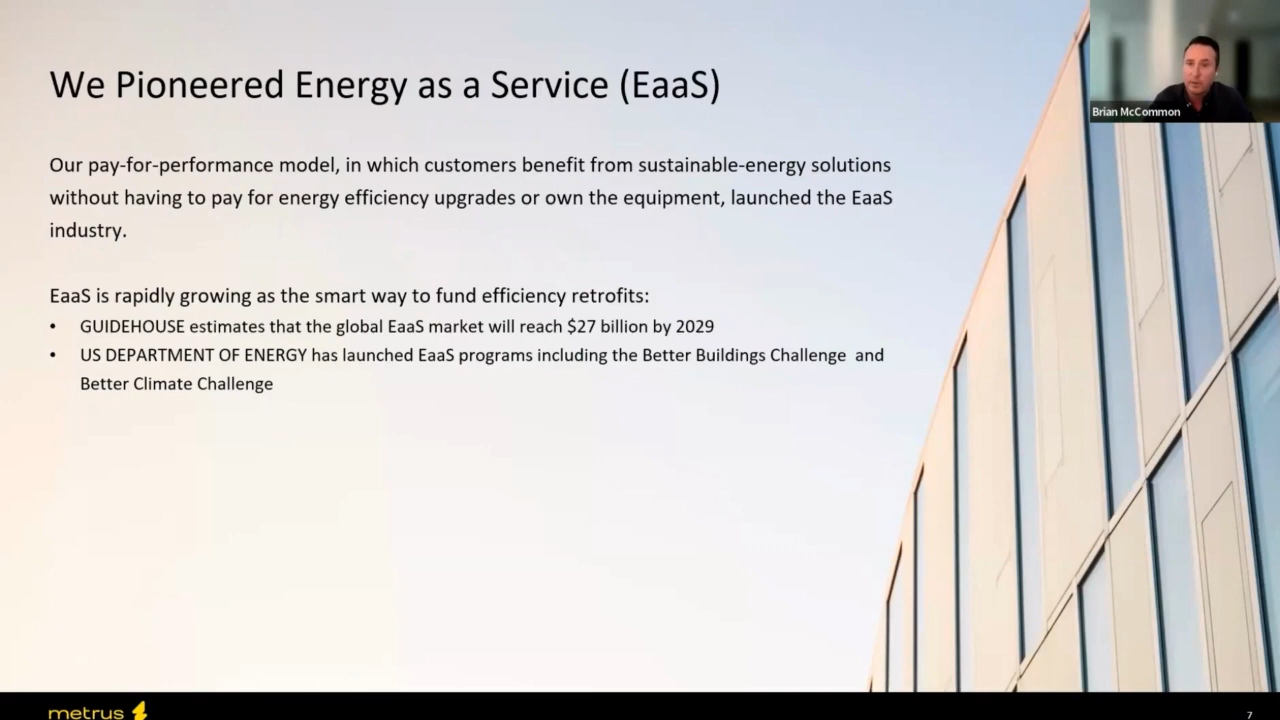 We Pioneered Energy as a Service (EaaS)
Brian McCommon
Our pay-for-performance model, in which customers benefit from sustainable-energy solutions
without having to pay for energy efficiency upgrades or own the equipment, launched the EaaS
industry.
EaaS is rapidly growing as the smart way to fund efficiency retrofits:
• GUIDEHOUSE estimates that the global EaaS market will reach $27 billion by 2029
• US DEPARTMENT OF ENERGY has launched EaaS programs including the Better Buildings Challenge and
Better Climate Challenge
metrus
7